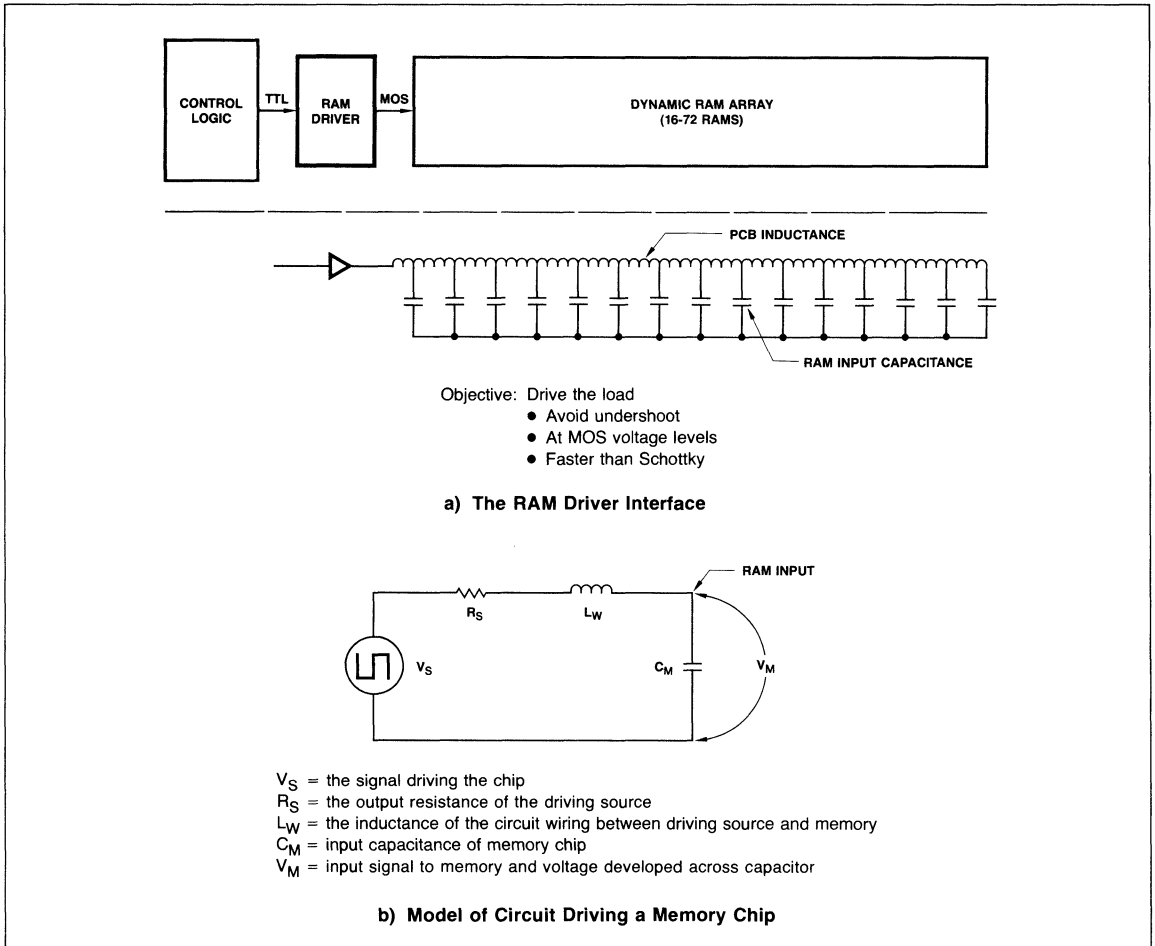 CONTROL
LOGIC
TTL
RAM
DRIVER
MOS
DYNAMIC RAM ARRAY
(16-72 RAMS)
PCB INDUCTANCE
RAM INPUT CAPACITANCE
Objective: Drive the load
● Avoid undershoot
● At MOS voltage levels
● Faster than Schottky
a) The RAM Driver Interface
RAM INPUT
RS
LW
VS
CM
VM
VS = the signal driving the chip
RS = the output resistance of the driving source
LW = the inductance of the circuit wiring between driving source and memory
CM = input capacitance of memory chip
VM = input signal to memory and voltage developed across capacitor
b) Model of Circuit Driving a Memory Chip